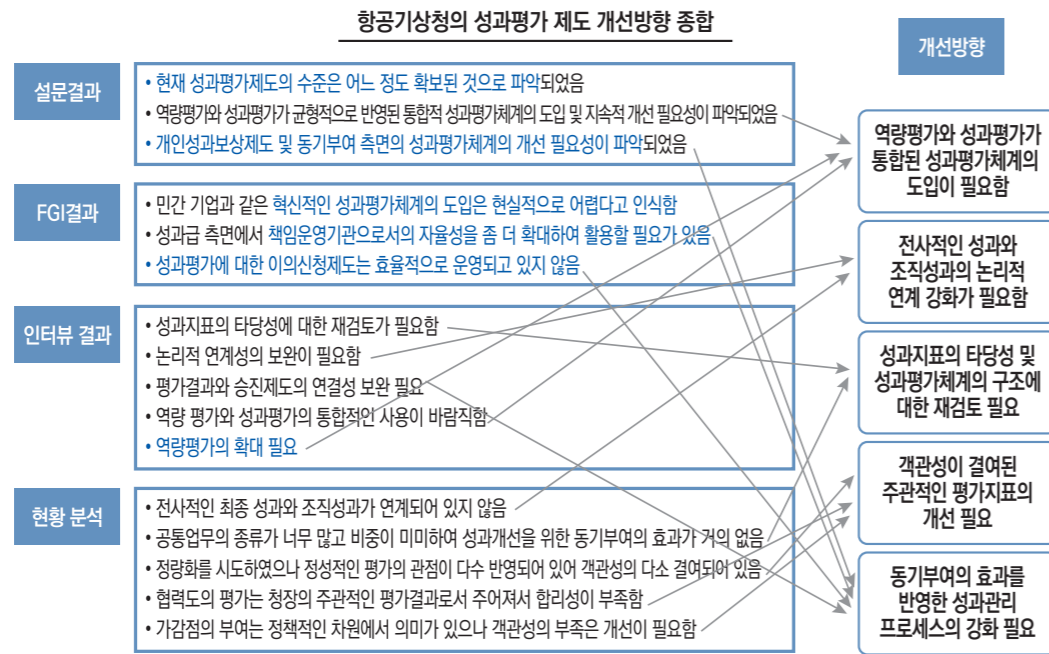 항공기상청의 성과평가 제도 개선방향 종합
개선방향
설문결과
• 현재 성과평가제도의 수준은 어느 정도 확보된 것으로 파악되었음
• 역량평가와 성과평가가 균형적으로 반영된 통합적 성과평가체계의 도입 및 지속적 개선 필요성이 파악되었음
• 개인성과보상제도 및 동기부여 측면의 성과평가체계의 개선 필요성이 파악되었음
FGI결과
• 민간 기업과 같은 혁신적인 성과평가체계의 도입은 현실적으로 어렵다고 인식함
• 성과급 측면에서 책임운영기관으로서의 자율성을 좀 더 확대하여 활용할 필요가 있음
• 성과평가에 대한 이의신청제도는 효율적으로 운영되고 있지 않음
인터뷰 결과
• 성과지표의 타당성에 대한 재검토가 필요함
• 논리적 연계성의 보완이 필요함
• 평가결과와 승진제도의 연결성 보완 필요
• 역량 평가와 성과평가의 통합적인 사용이 바람직함
• 역량평가의 확대 필요
현황 분석
• 전사적인 최종 성과와 조직성과가 연계되어 있지 않음
• 공통업무의 종류가 너무 많고 비중이 미미하여 성과개선을 위한 동기부여의 효과가 거의 없음
• 정량화를 시도하였으나 정성적인 평가의 관점이 다수 반영되어 있어 객관성의 다소 결여되어 있음
• 협력도의 평가는 청장의 주관적인 평가결과로서 주어져서 합리성이 부족함
• 가감점의 부여는 정책적인 차원에서 의미가 있으나 객관성의 부족은 개선이 필요함
역량평가와 성과평가가
통합된 성과평가체계의
도입이 필요함
전사적인 성과와
조직성과의 논리적
연계 강화가 필요함
성과지표의 타당성 및
성과평가체계의 구조에
대한 재검토 필요
객관성이 결여된
주관적인 평가지표의
개선 필요
동기부여의 효과를
반영한 성과관리
프로세스의 강화 필요